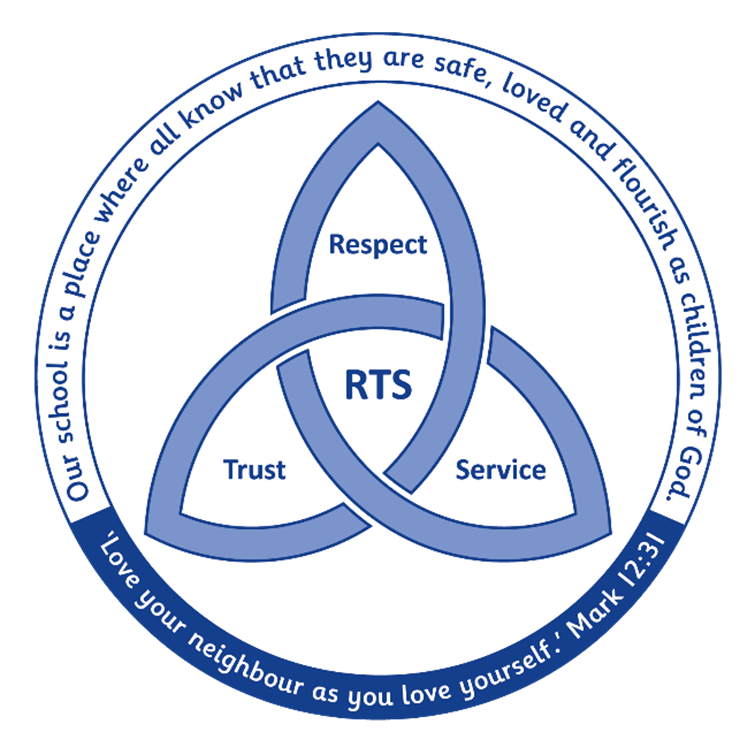 Our school is a place where all know that they are safe, loved and flourish as children of God.
Respect
RTS
Trust
Service
'Love your neighbour as you love yourself.' Mark 12:31